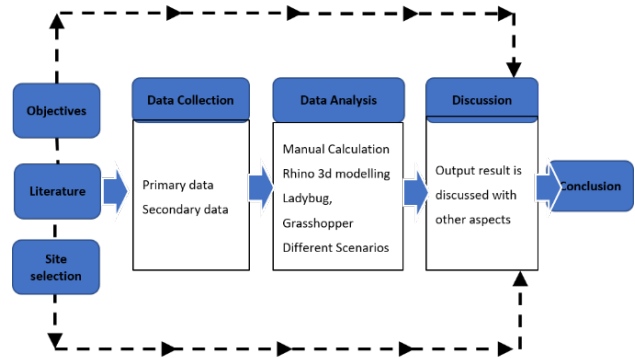 Objectives
Literature
Site
selection
Data Collection
Primary data
Secondary data
Data Analysis
Manual Calculation
Rhino 3d modelling
Ladybug,
Grasshopper
Different Scenarios
Discussion
Output result is
discussed with
other aspects
Conclusion